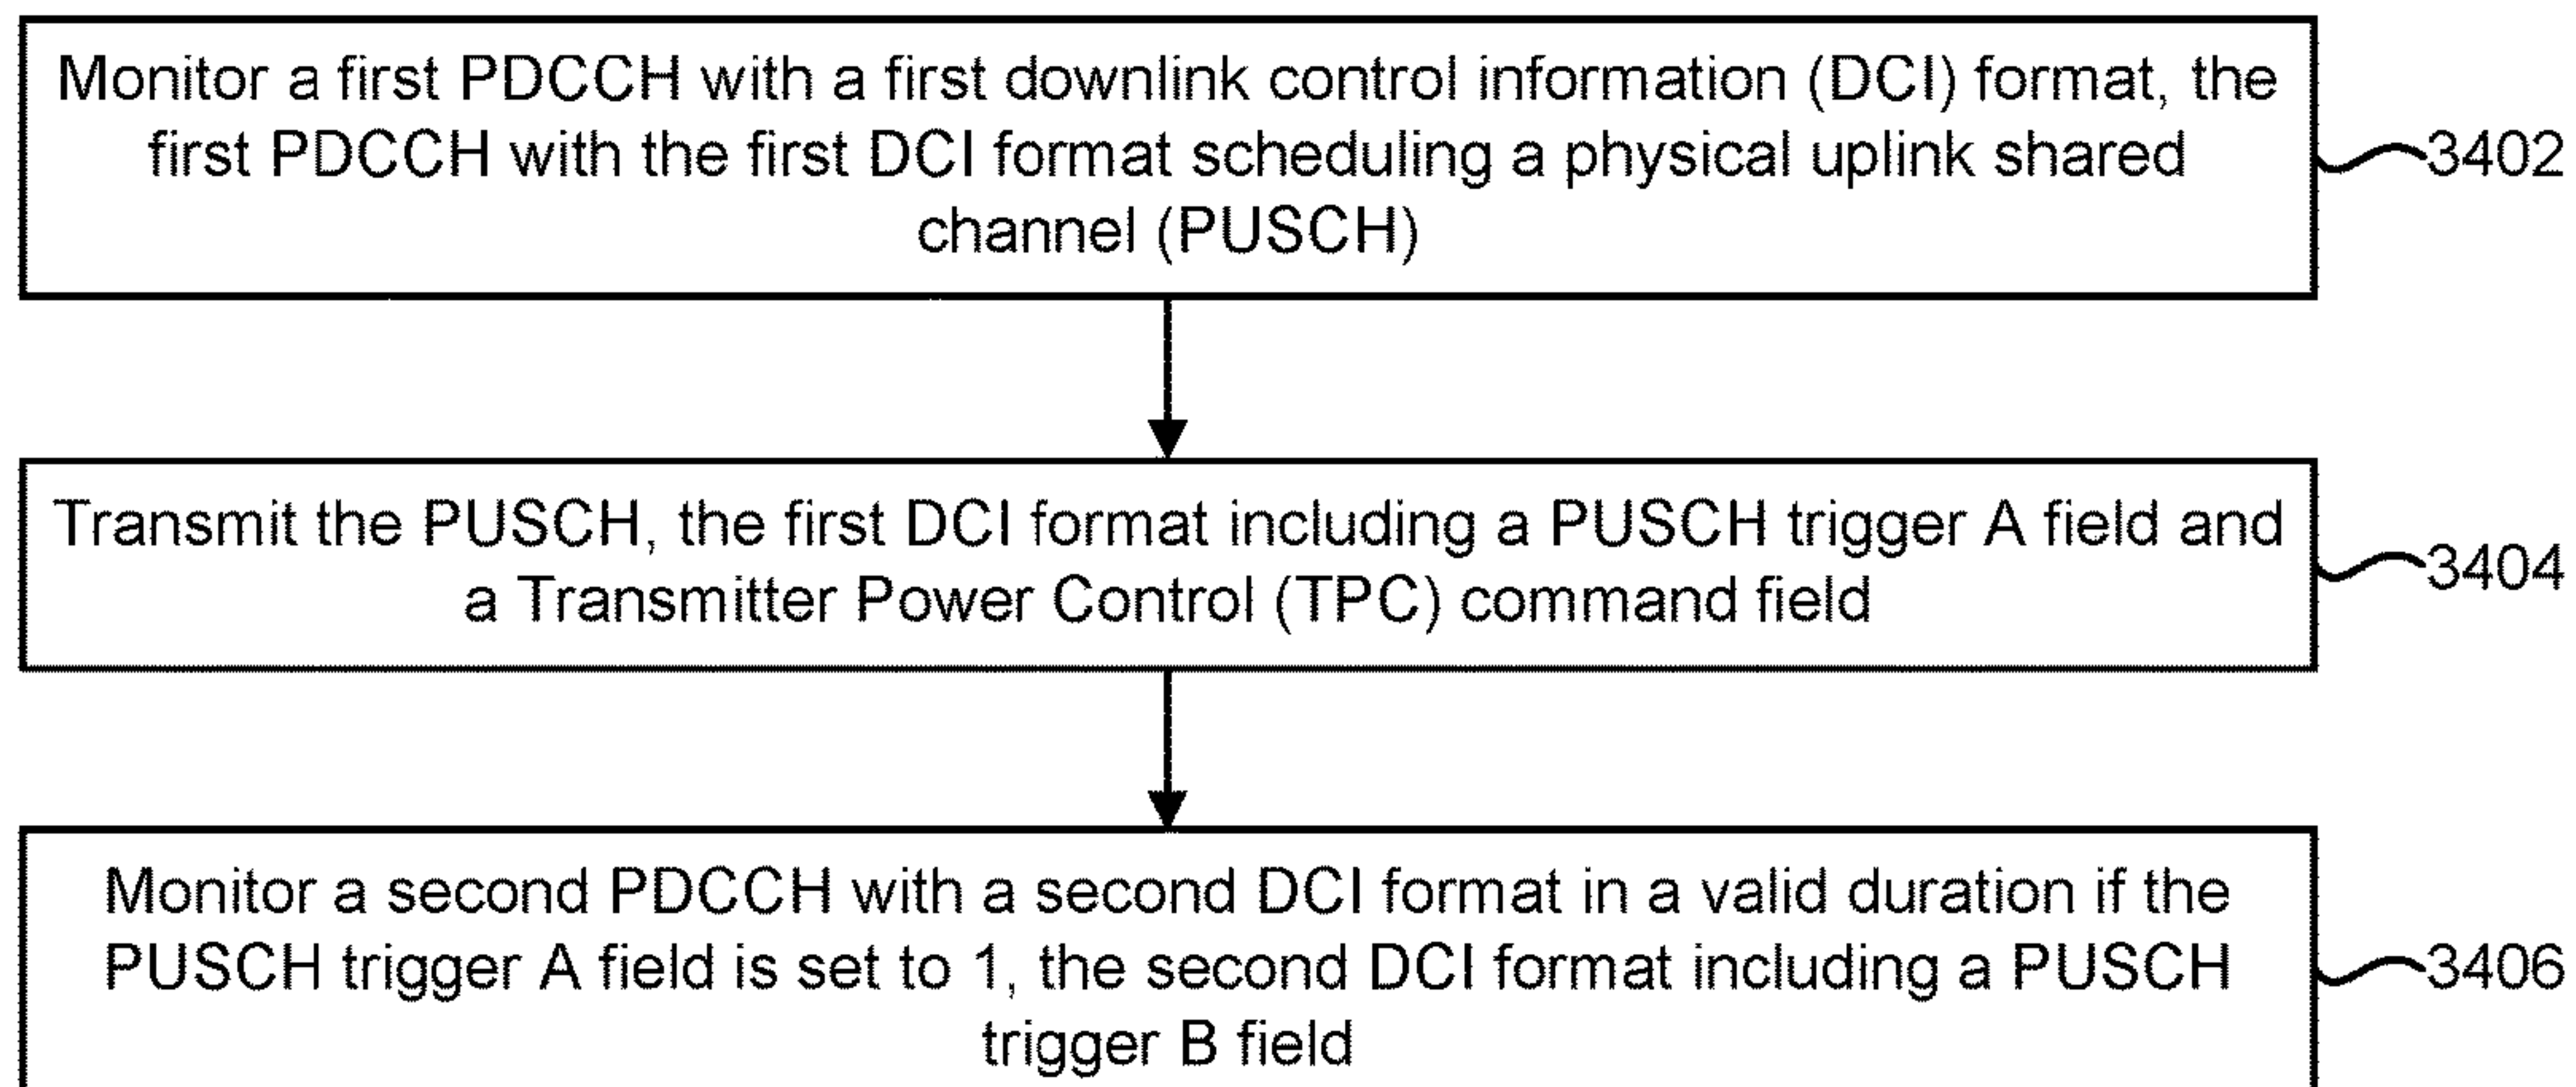 Monitor a first PDCCH with a first downlink control information (DCI) format, the
first PDCCH with the first DCI format scheduling a physical uplink shared
channel (PUSCH)
3402
Transmit the PUSCH, the first DCI format including a PUSCH trigger A field and
a Transmitter Power Control (TPC) command field
3404
Monitor a second PDCCH with a second DCI format in a valid duration if the
PUSCH trigger A field is set to 1, the second DCI format including a PUSCH
trigger B field
3406